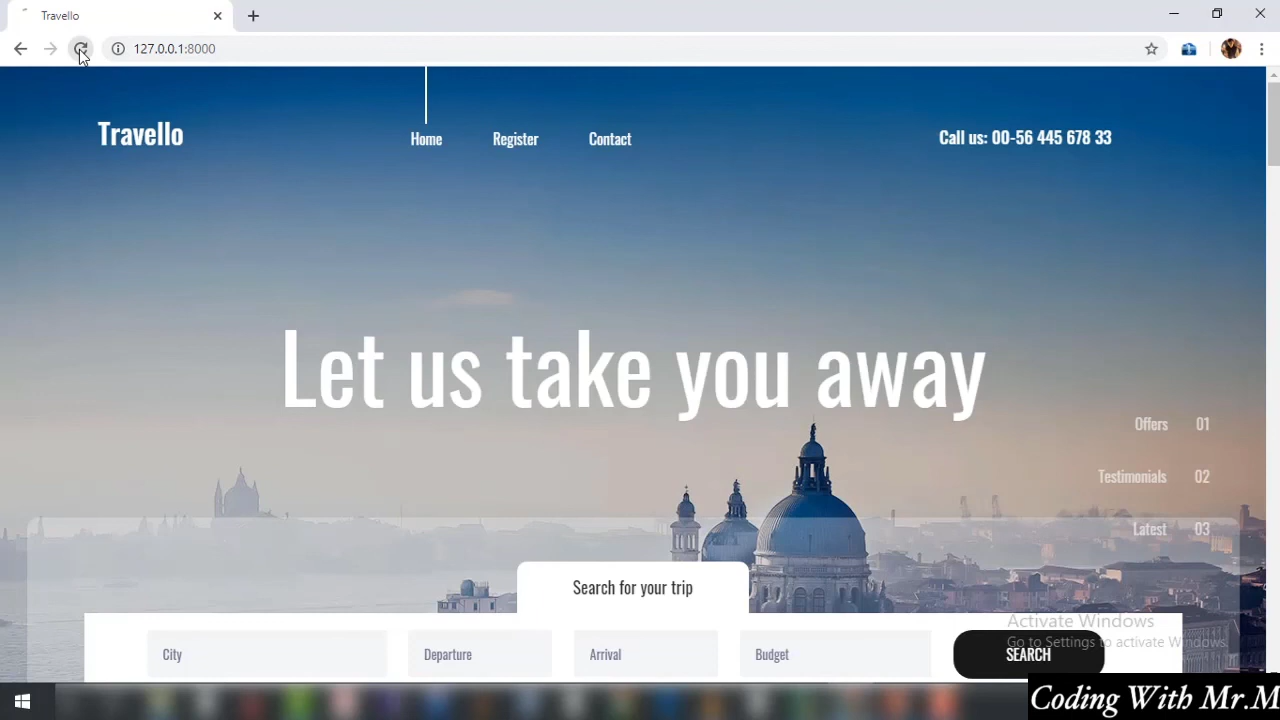 Travello
127.0.0.1:8000
Travello
Home Register Contact
Call us: 00-56 445 678 33
Let us take you away
Offers 01
Testimonials 02
Latest 03
Search for your trip
City Departure Arrival Budget SEARCH
Activate Windows
Go to Settings to activate Windows.
Coding With Mr.M